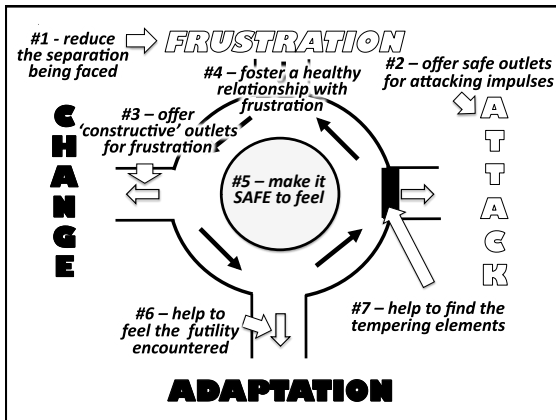 #1 - reduce
the separation
being faced
FRUSTRATION
#2 – offer safe outlets
for attacking impulses
#4 – foster a healthy
relationship with
frustration
#3 – offer
'constructive' outlets
for frustration
CHANGE
ATTACK
#5 – make it
SAFE to feel
#6 – help to
feel the futility
encountered
#7 – help to find the
tempering elements
ADAPTATION